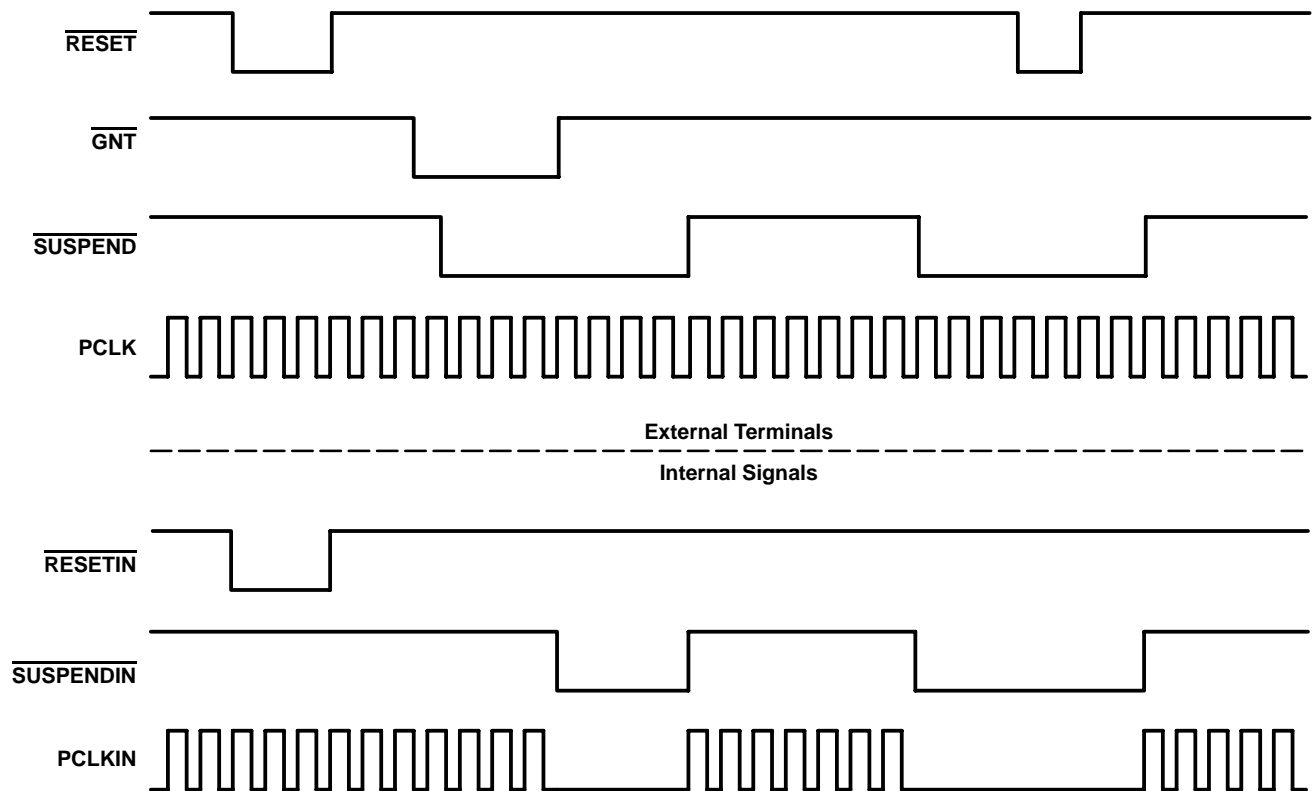 RESET
GNT
SUSPEND
PCLK
External Terminals
Internal Signals
RESETIN
SUSPENDIN
PCLKIN